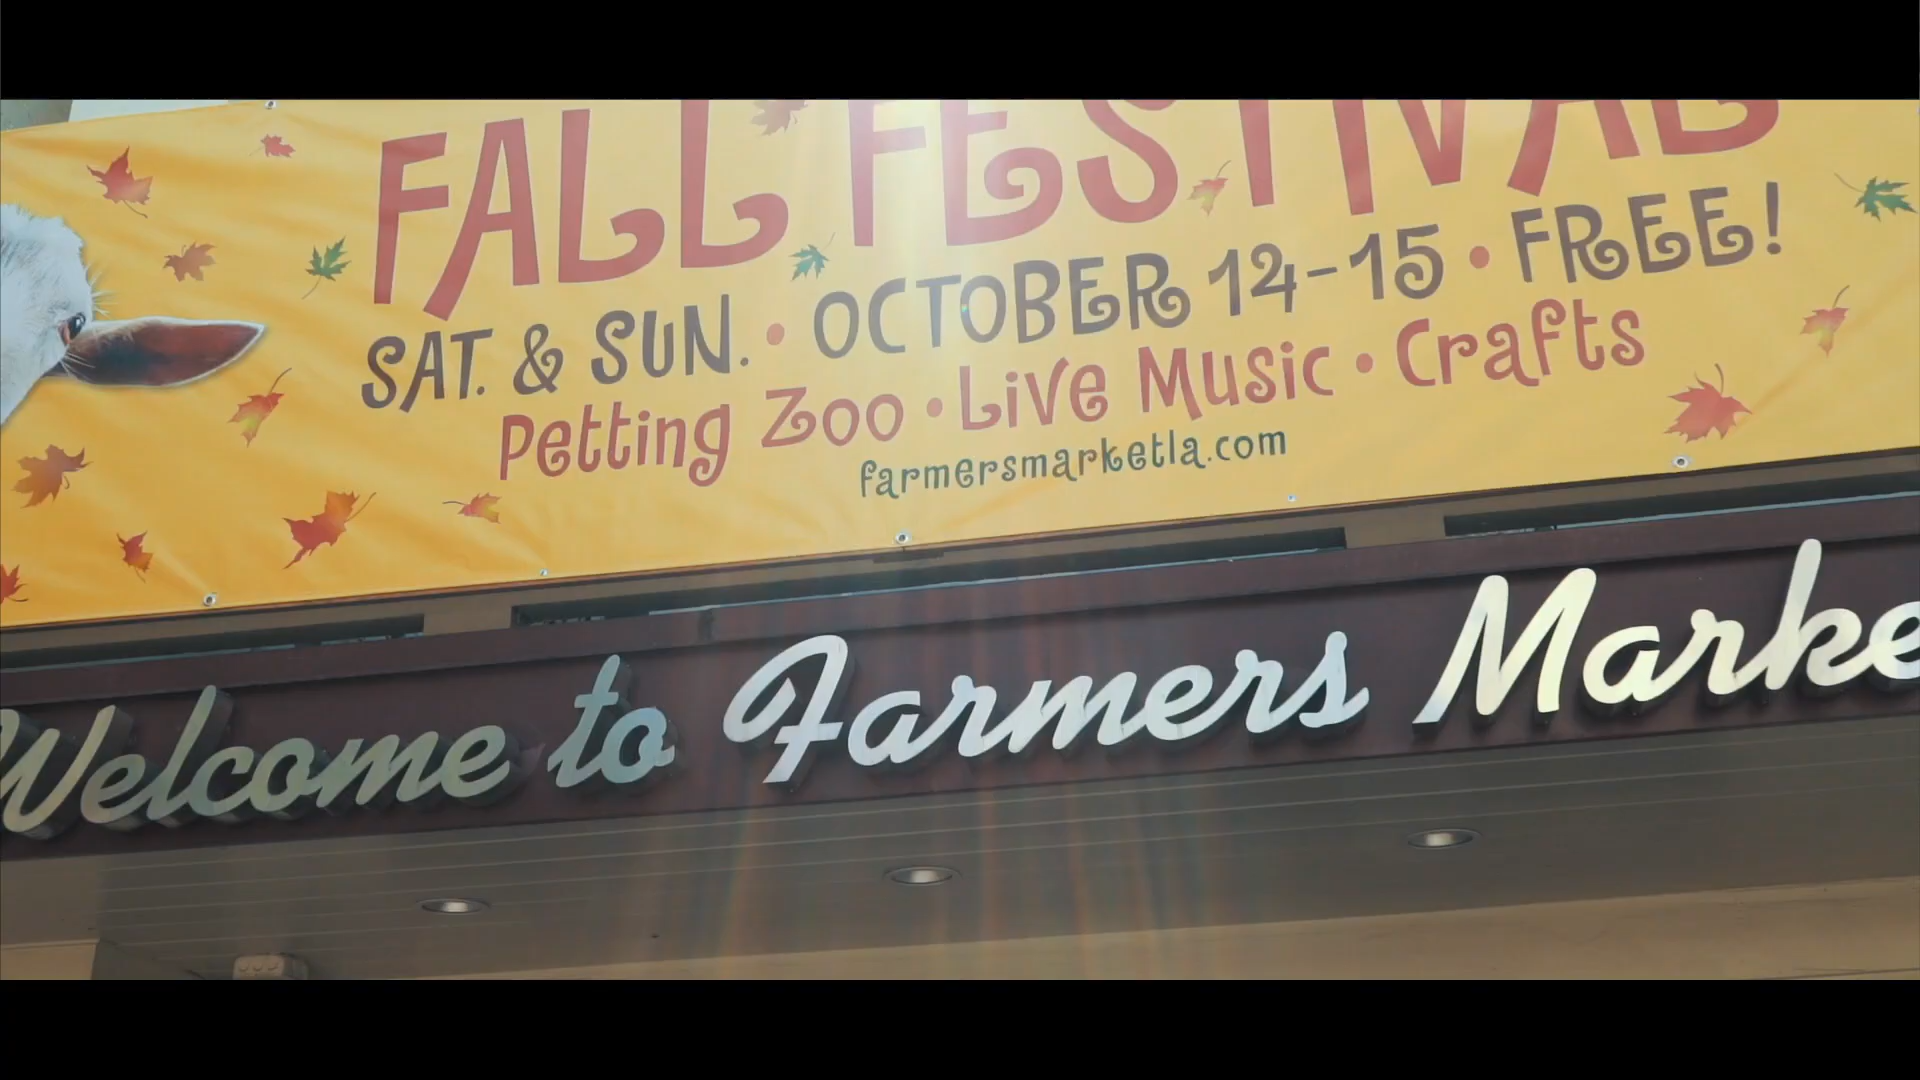 FALL FESTIVAL
SAT. & SUN. • OCTOBER 14-15 • FREE!
Petting Zoo • Live Music • Crafts
farmersmarketla.com
Welcome to Farmers Marke